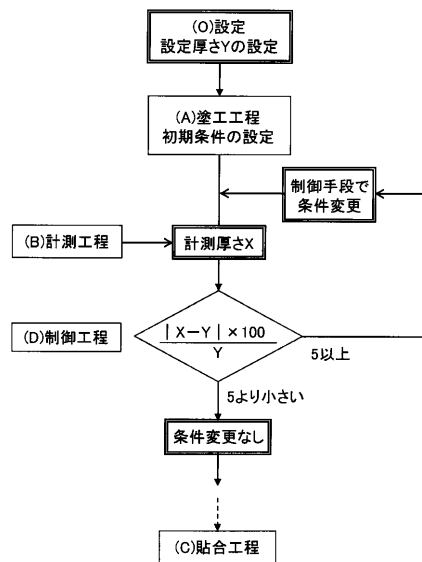 (O)設定
設定厚さYの設定
(A)塗工工程
初期条件の設定
制御手段で
条件変更
(B)計測工程
計測厚さX
(D)制御工程
|X－Y|×100
Y
5以上
5より小さい
条件変更なし
(C)貼合工程